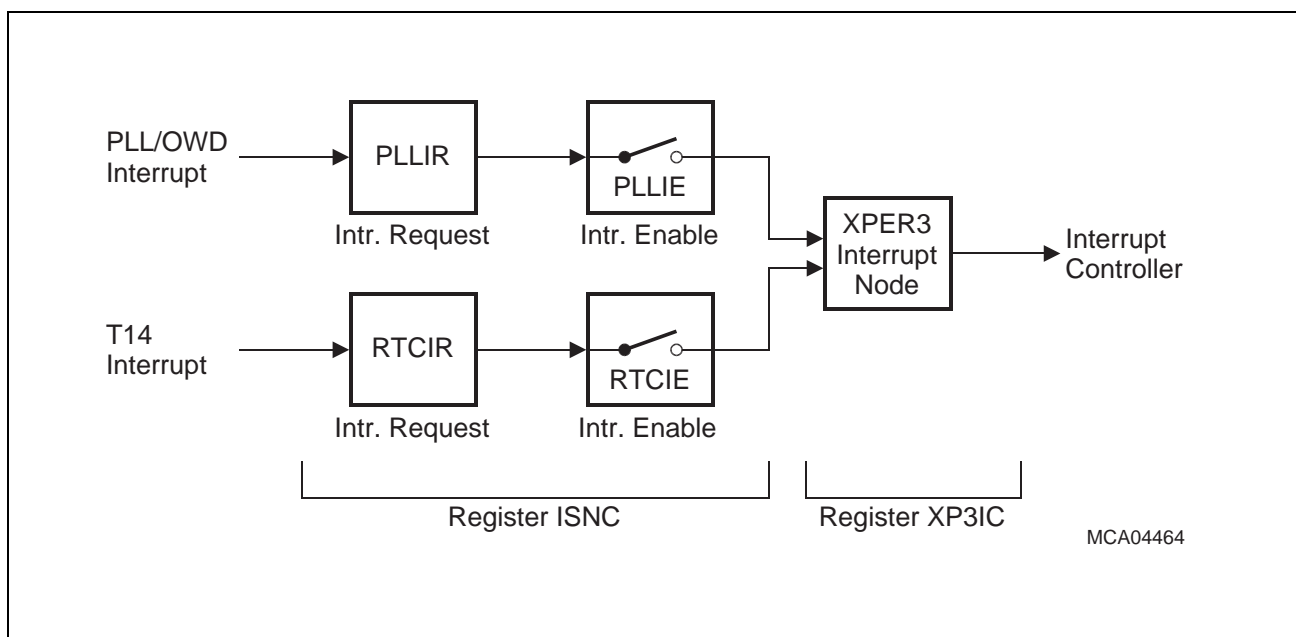 PLL/OWD
Interrupt
PLLIR
Intr. Request
PLLIE
Intr. Enable
XPER3
Interrupt
Node
Interrupt
Controller
T14
Interrupt
RTCIR
Intr. Request
RTCIE
Intr. Enable
Register ISNC
Register XP3IC
MCA04464